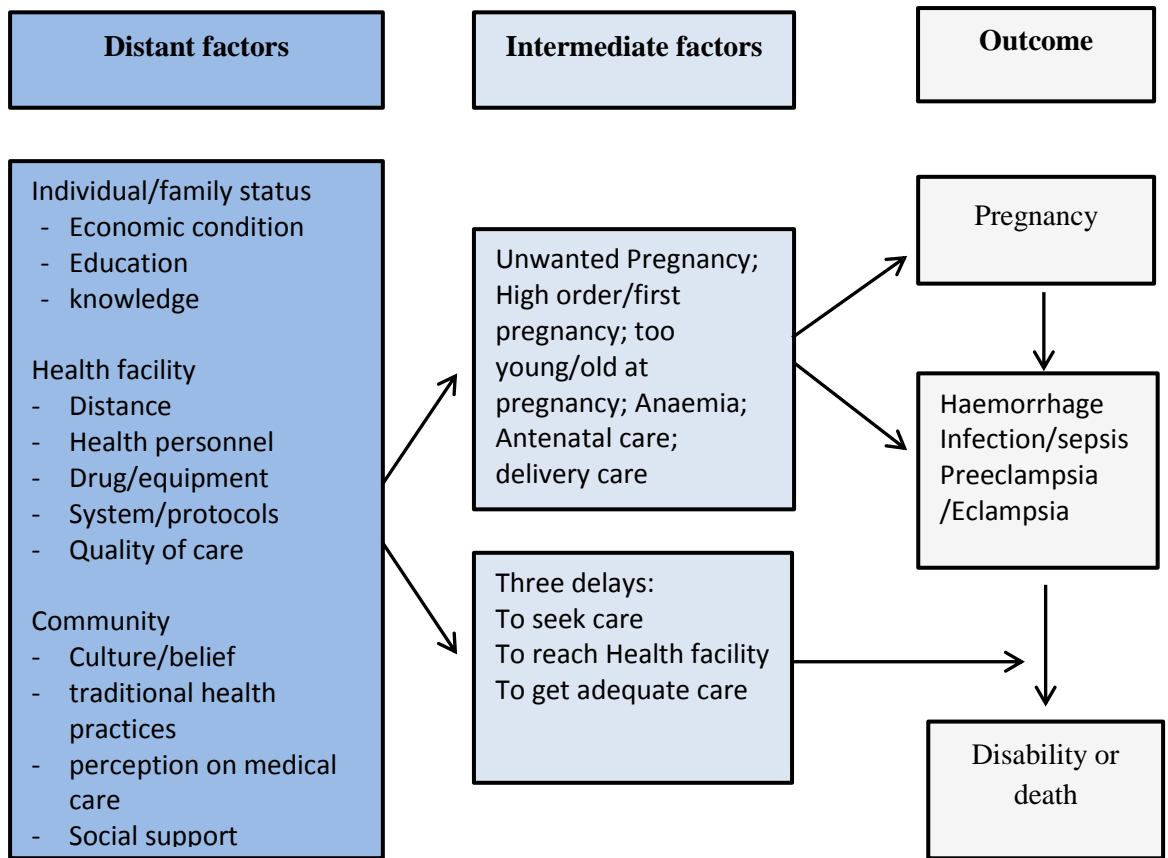 Distant factors
Intermediate factors
Outcome
Individual/family status
- Economic condition
- Education
- knowledge
Health facility
- Distance
- Health personnel
- Drug/equipment
- System/protocols
- Quality of care
Community
- Culture/belief
- traditional health
practices
- perception on medical
care
- Social support
Unwanted Pregnancy;
High order/first
pregnancy; too
young/old at
pregnancy; Anaemia;
Antenatal care;
delivery care
Three delays:
To seek care
To reach Health facility
To get adequate care
Pregnancy
Haemorrhage
Infection/sepsis
Preeclampsia
/Eclampsia
Disability or
death